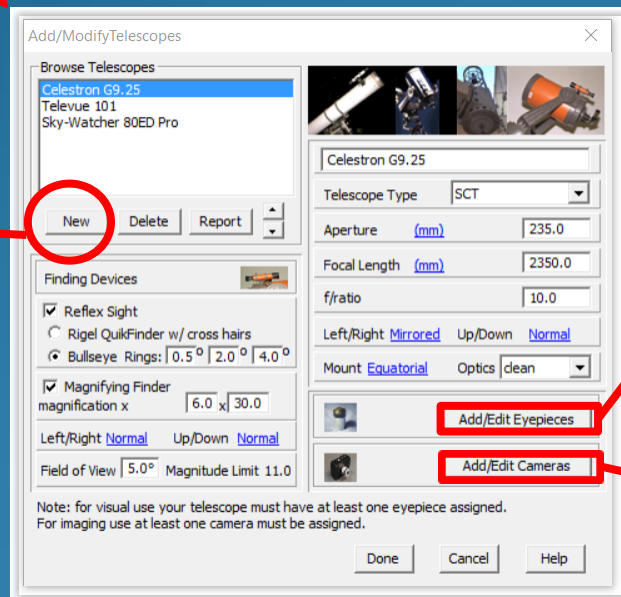 Add/ModifyTelescopes
Browse Telescopes
Celestron G9.25
Televue 101
Sky-Watcher 80ED Pro
New Delete Report
Finding Devices
Reflex Sight
Rigel QuikFinder w/ cross hairs
Bullseye Rings: 0.5° 2.0° 4.0°
Magnifying Finder
magnification x 6.0 x 30.0
Left/Right Normal Up/Down Normal
Field of View 5.0° Magnitude Limit 11.0
Celestron G9.25
Telescope Type SCT
Aperture (mm) 235.0
Focal Length (mm) 2350.0
f/ratio 10.0
Left/Right Mirrored Up/Down Normal
Mount Equatorial Optics clean
Add/Edit Eyepieces
Add/Edit Cameras
Note: for visual use your telescope must have at least one eyepiece assigned.
For imaging use at least one camera must be assigned.
Done Cancel Help